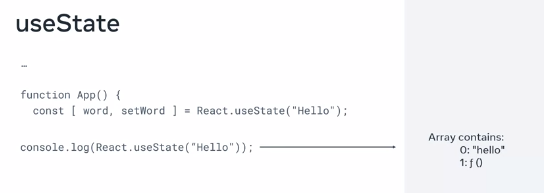 useState
…
function App() {
const [ word, setWord ] = React.useState("Hello");
console.log(React.useState("Hello"));
Array contains:
0: "hello"
1: ƒ ()